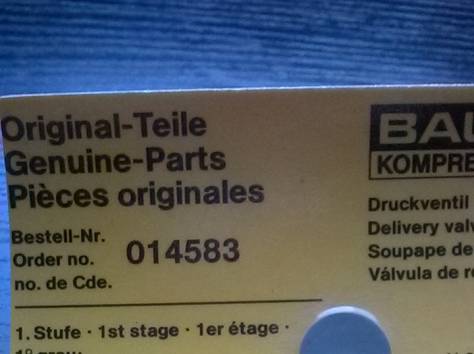 Original-Teile
Genuine-Parts
Pièces originales
Bestell-Nr.
Order no. 014583
no. de Cde.
1. Stufe · 1st stage · 1er étage ·
KOMPRE
Druckventil
Delivery valv
Soupape de
Válvula de